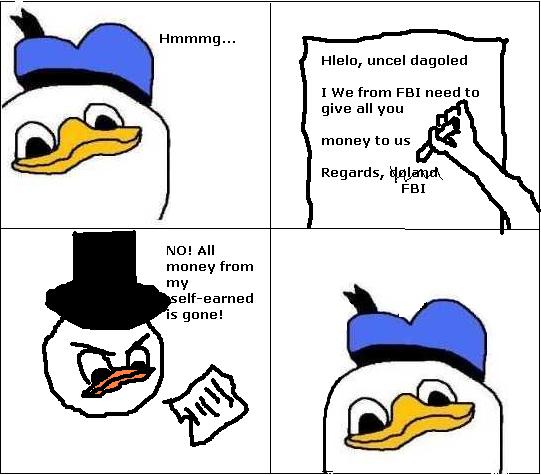 Hmmmg...
Hlelo, uncel dagoled
I We from FBI need to
give all you
money to us
Regards, doland
FBI
NO! All
money from
my
self-earned
is gone!